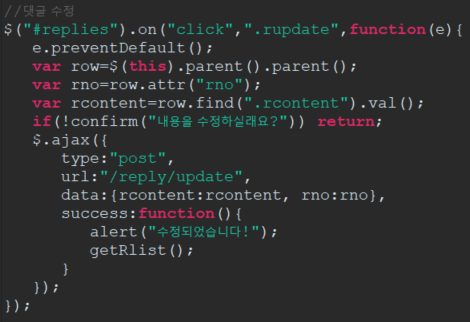 //댓글 수정
$("#replies").on("click",".rupdate",function(e){
e.preventDefault();
var row=$(this).parent().parent();
var rno=row.attr("rno");
var rcontent=row.find(".rcontent").val();
if(!confirm("내용을 수정하실래요?")) return;
$.ajax({
type:"post",
url:"/reply/update",
data:{rcontent:rcontent, rno:rno},
success:function(){
alert("수정되었습니다!");
getRlist();
}
});
});